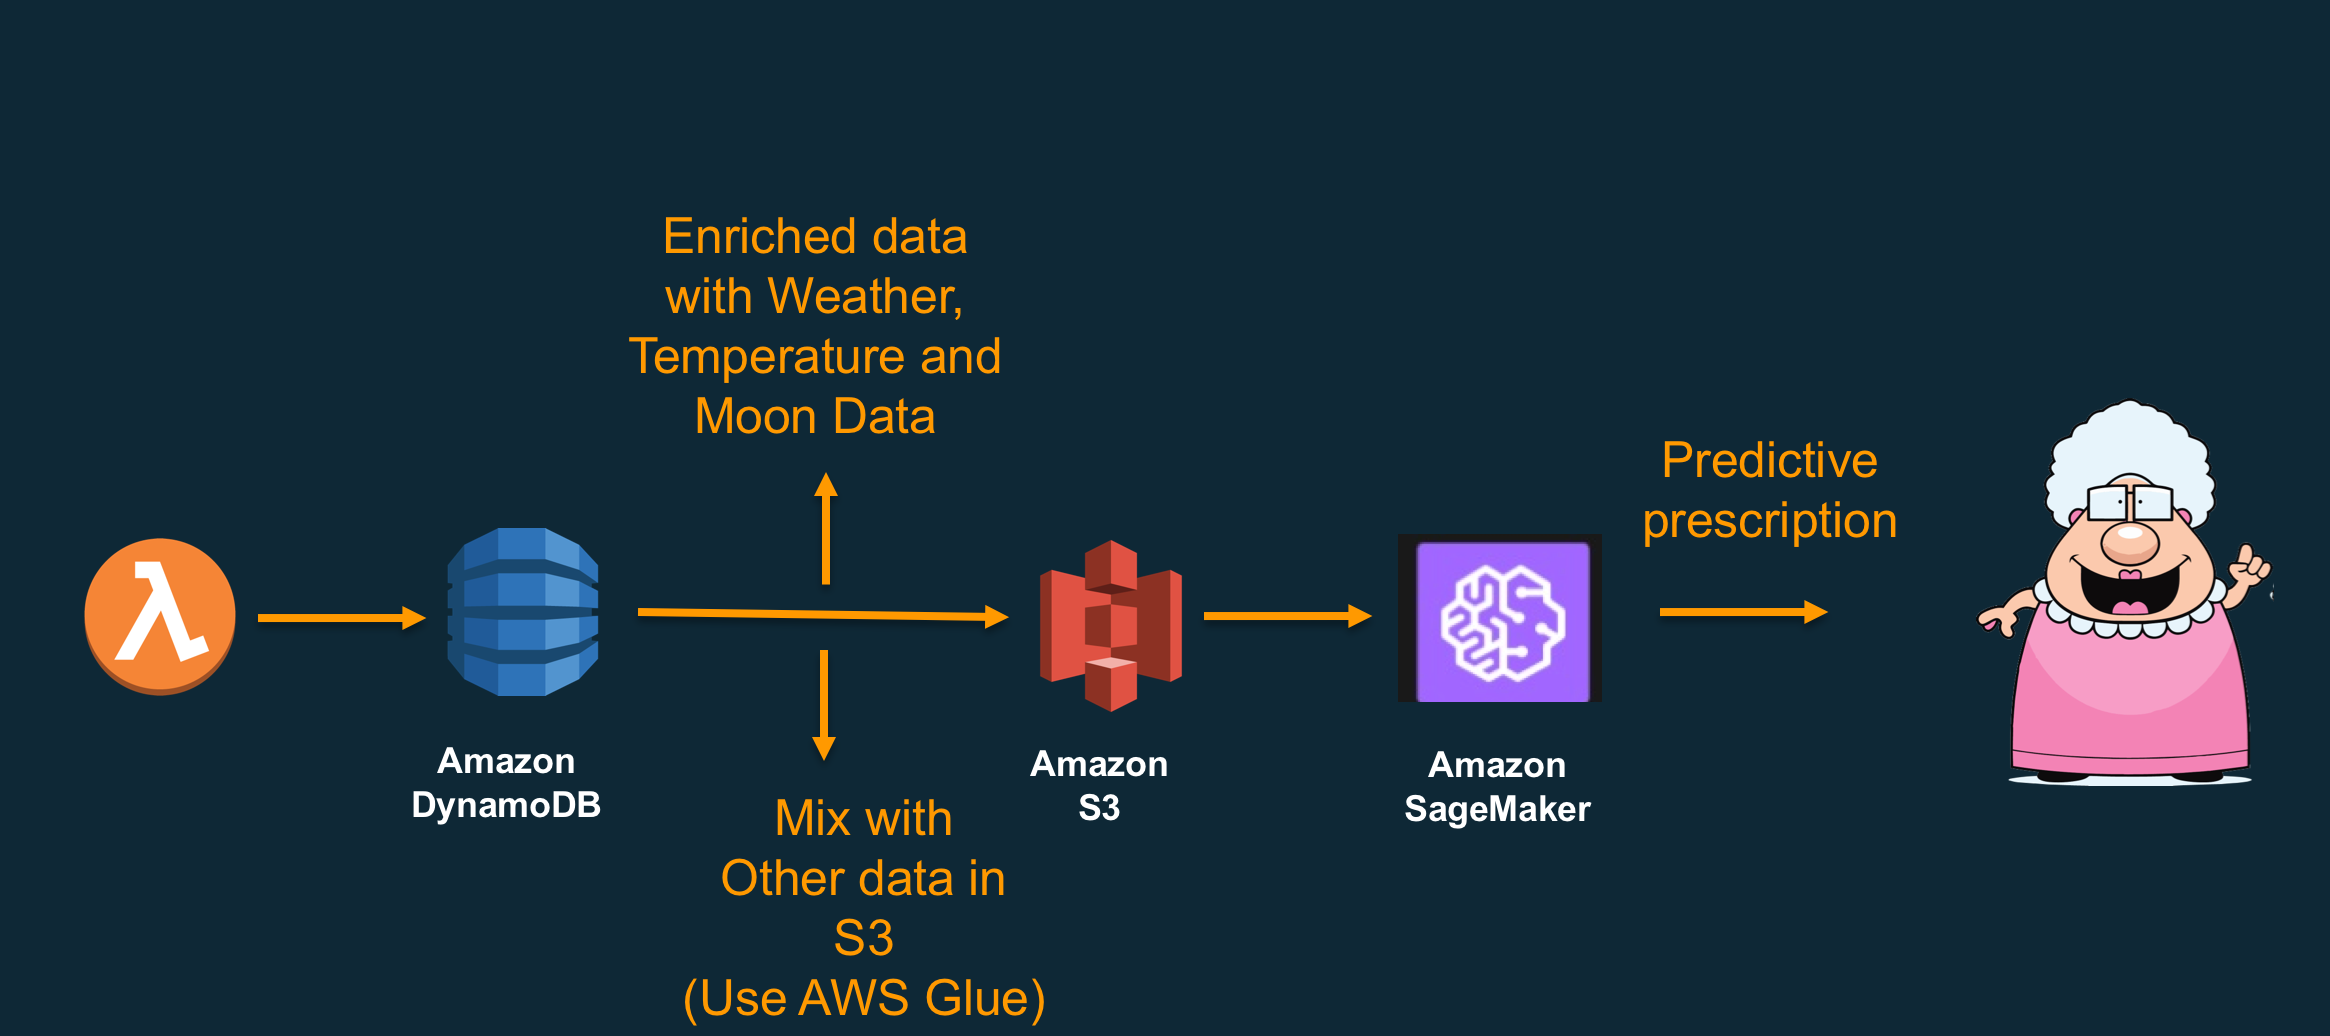 Enriched data
with Weather,
Temperature and
Moon Data
Predictive
prescription
Amazon
DynamoDB
Amazon
S3
Amazon
SageMaker
Mix with
Other data in
S3
(Use AWS Glue)